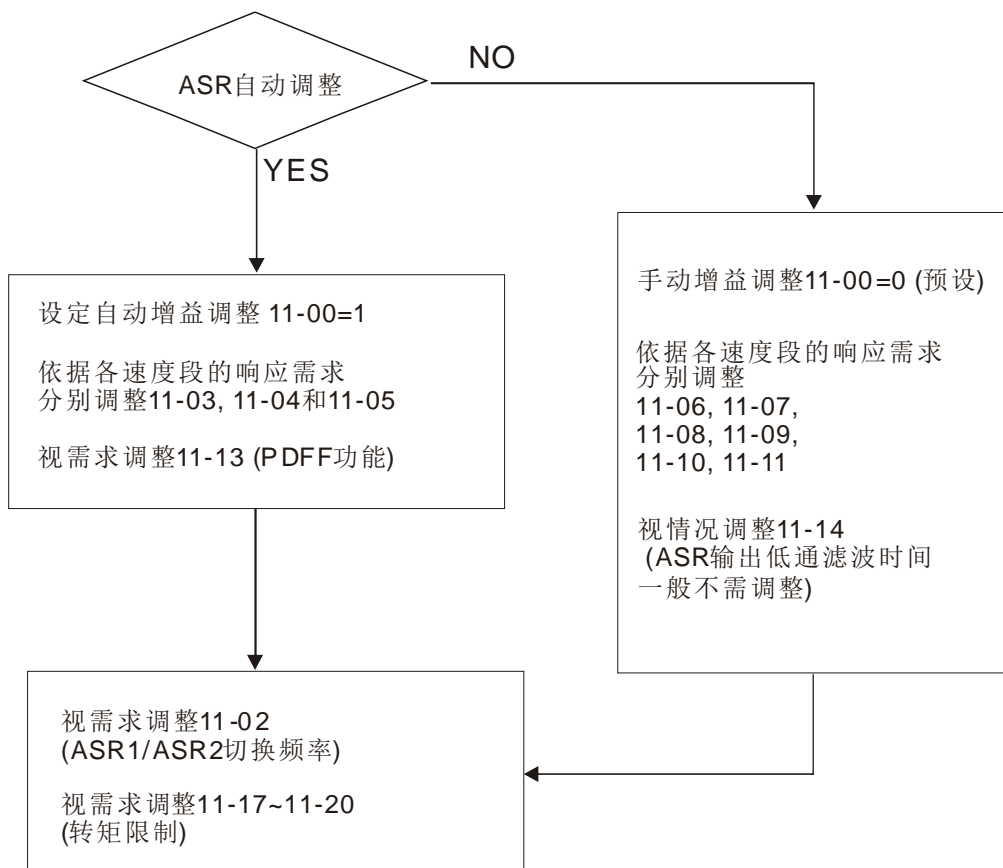 ASR自动调整
NO
YES
设定自动增益调整 11-00=1
依据各速度段的响应需求
分别调整11-03, 11-04和11-05
视需求调整11-13 (PDFF功能)
手动增益调整11-00=0 (预设)
依据各速度段的响应需求
分别调整
11-06, 11-07,
11-08, 11-09,
11-10, 11-11
视情况调整11-14
(ASR输出低通滤波时间
一般不需调整)
视需求调整11-02
(ASR1/ASR2切换频率)
视需求调整11-17~11-20
(转矩限制)